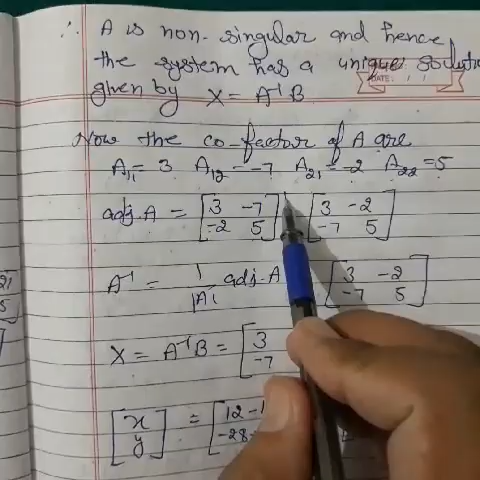 ∴ A is non-singular and hence,
the system has a unique
DATE: / /
given by X = A⁻¹B
Now the co-factor of A are
A₁₁ = 3 A₁₂ = -7 A₂₁ = -2 A₂₂ = 5
adj. A = [3 -7] [3 -2]
[-2 5] [-7 5]
A⁻¹ = 1/|A| adj. A [3 -2]
[-7 5]
X = A⁻¹B = [3
[-7
[x] = [12 -
[y] [-28